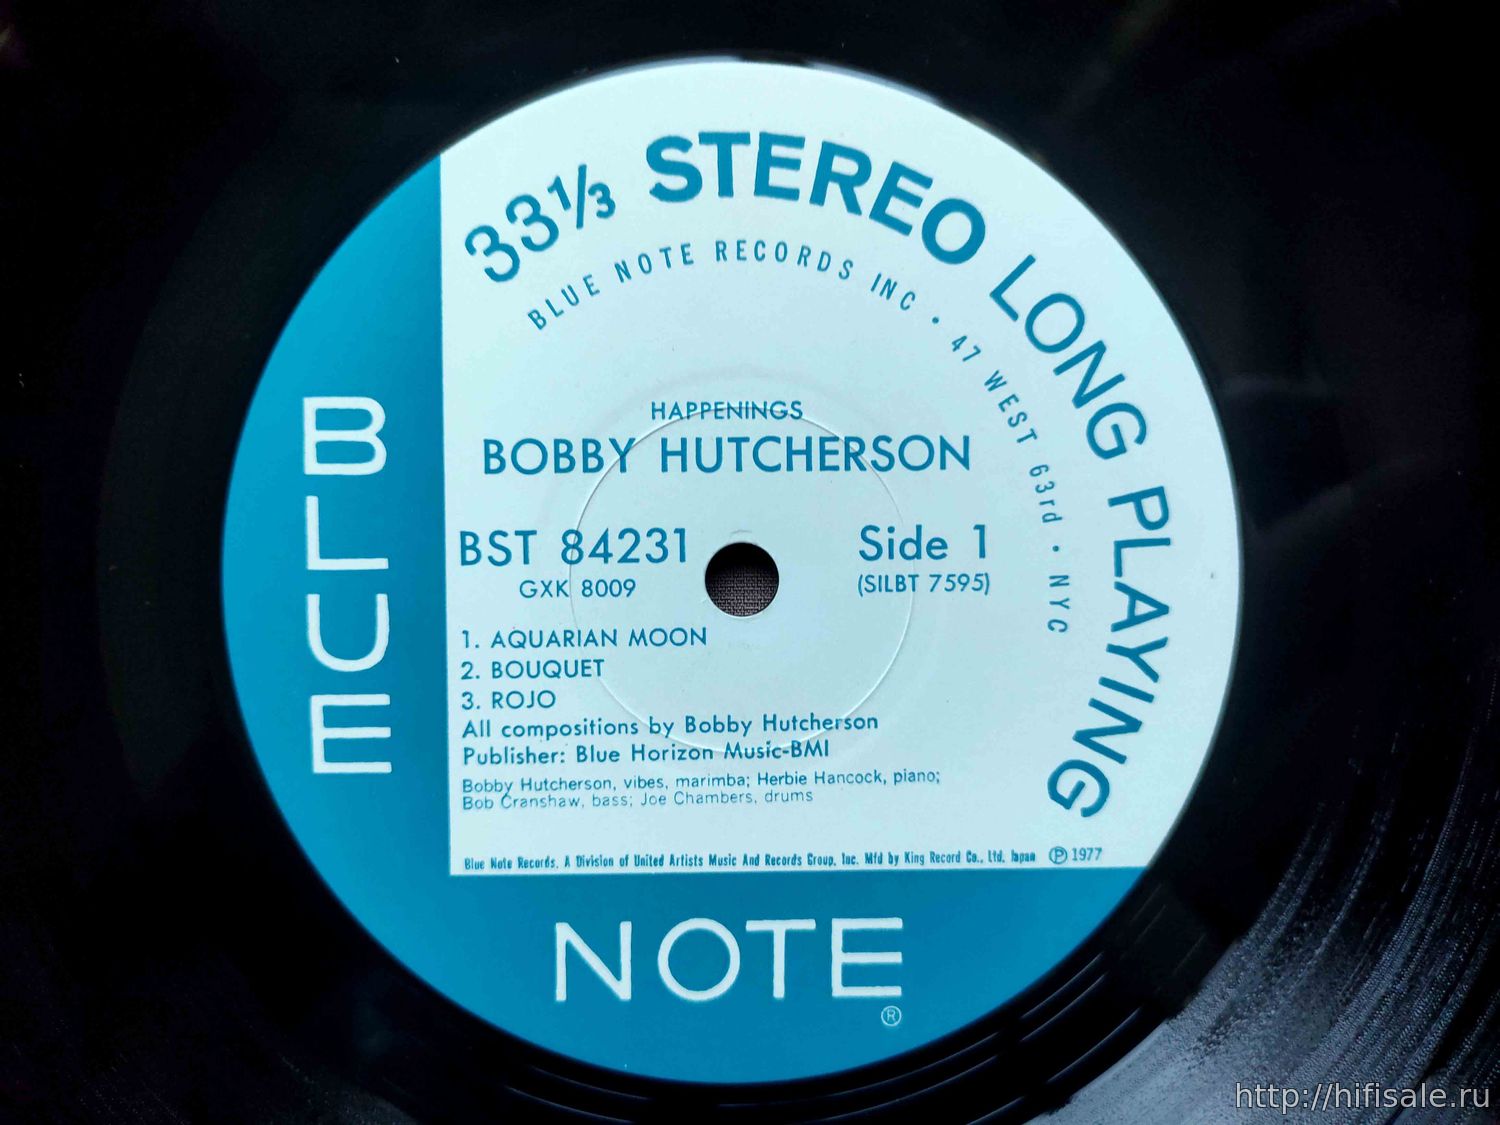 33⅓ STEREO LONG PLAYING
BLUE NOTE RECORDS INC • 47 WEST 63rd • NYC
HAPPENINGS
BOBBY HUTCHERSON
BST 84231
GXK 8009
Side 1
(SILBT 7595)
1. AQUARIAN MOON
2. BOUQUET
3. ROJO
All compositions by Bobby Hutcherson
Publisher: Blue Horizon Music-BMI
Bobby Hutcherson, vibes, marimba; Herbie Hancock, piano;
Bob Cranshaw, bass; Joe Chambers, drums
Blue Note Records. A Division of United Artists Music And Records Group, Inc. Mfd by King Record Co., Ltd. Japan ℗ 1977
BLUE
NOTE
®
http://hifisale.ru